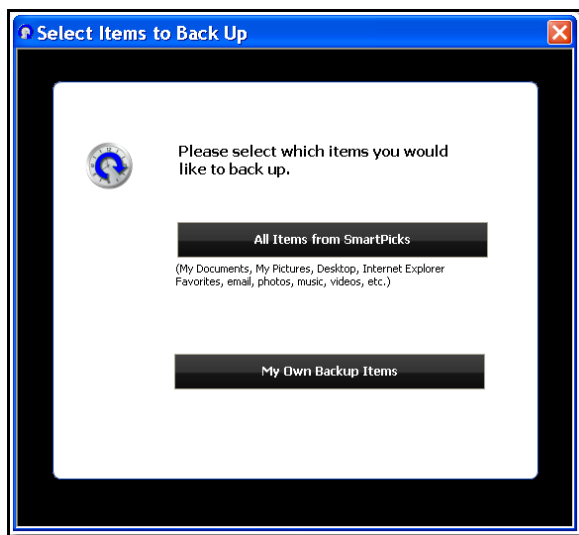 Select Items to Back Up
Please select which items you would
like to back up.
All Items from SmartPicks
(My Documents, My Pictures, Desktop, Internet Explorer
Favorites, email, photos, music, videos, etc.)
My Own Backup Items